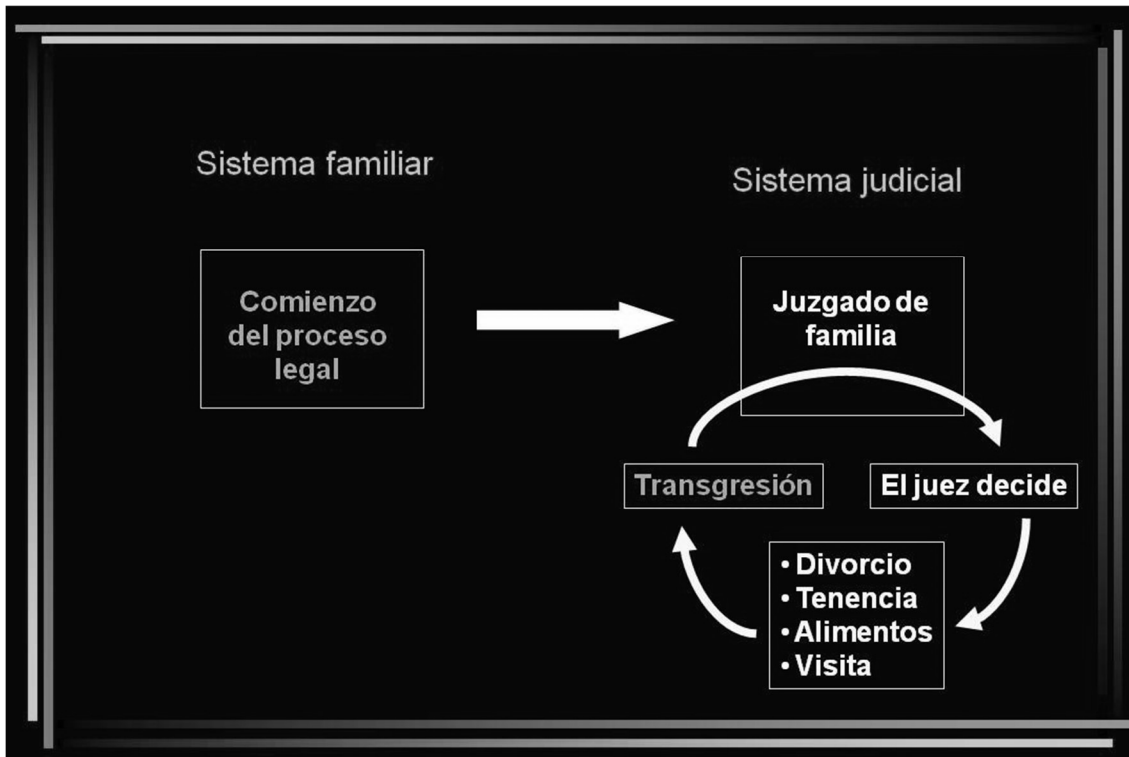 Sistema familiar
Sistema judicial
Comienzo
del proceso
legal
Juzgado de
familia
Transgresión
El juez decide
• Divorcio
• Tenencia
• Alimentos
• Visita